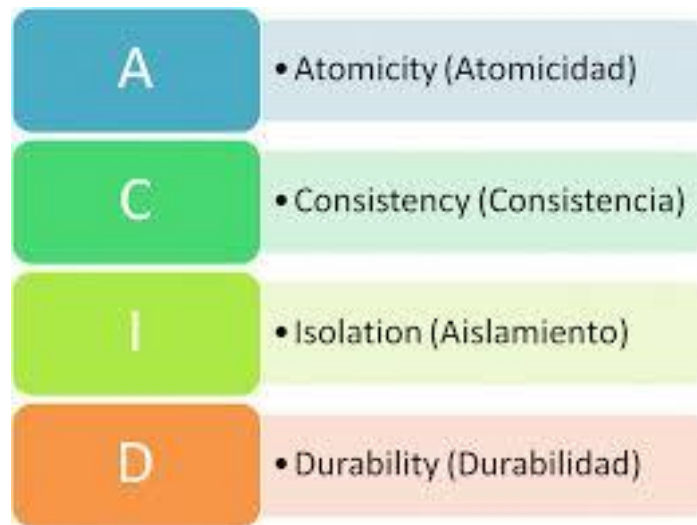 A
• Atomicity (Atomicidad)
C
• Consistency (Consistencia)
I
• Isolation (Aislamiento)
D
• Durability (Durabilidad)